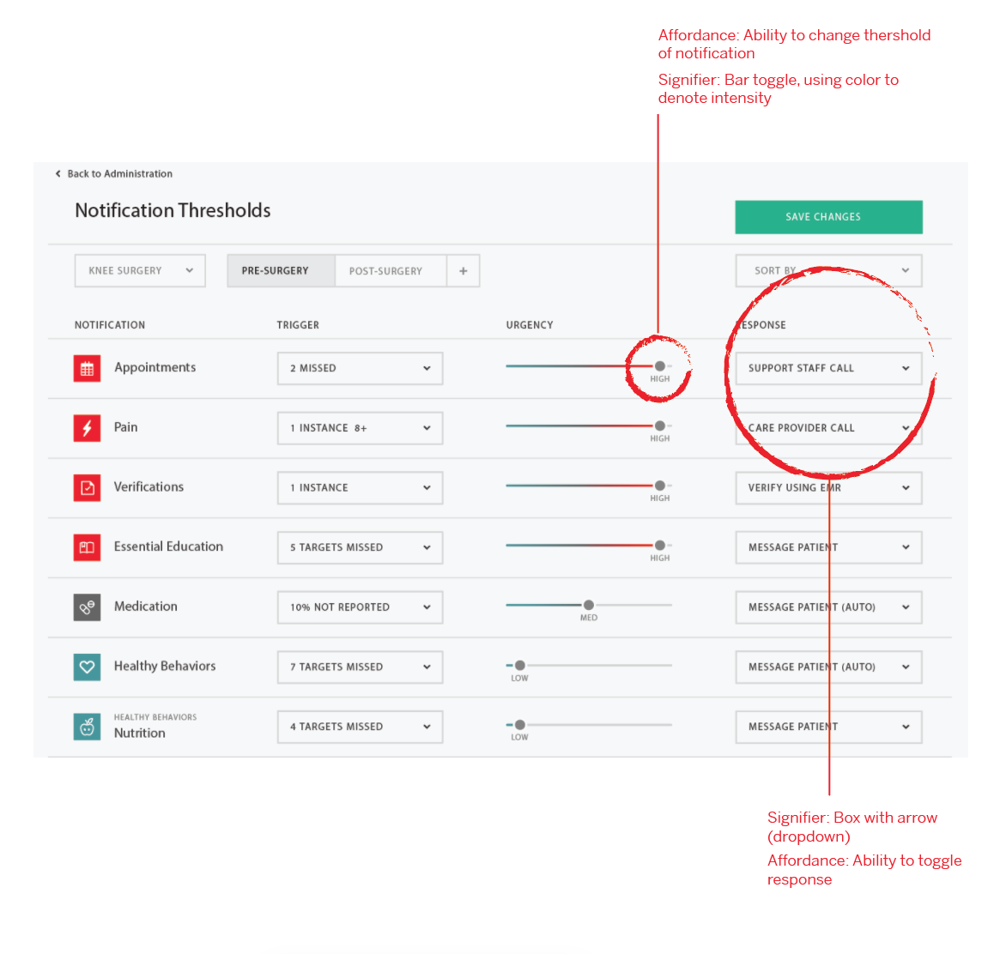 Affordance: Ability to change thershold
of notification
Signifier: Bar toggle, using color to
denote intensity
Back to Administration
Notification Thresholds
SAVE CHANGES
KNEE SURGERY
PRE-SURGERY
POST-SURGERY
+
SORT BY
NOTIFICATION
TRIGGER
URGENCY
RESPONSE
Appointments
2 MISSED
HIGH
SUPPORT STAFF CALL
Pain
1 INSTANCE 8+
HIGH
CARE PROVIDER CALL
Verifications
1 INSTANCE
HIGH
VERIFY USING EMR
Essential Education
5 TARGETS MISSED
HIGH
MESSAGE PATIENT
Medication
10% NOT REPORTED
MED
MESSAGE PATIENT (AUTO)
Healthy Behaviors
7 TARGETS MISSED
LOW
MESSAGE PATIENT (AUTO)
HEALTHY BEHAVIORS
Nutrition
4 TARGETS MISSED
LOW
MESSAGE PATIENT
Signifier: Box with arrow
(dropdown)
Affordance: Ability to toggle
response